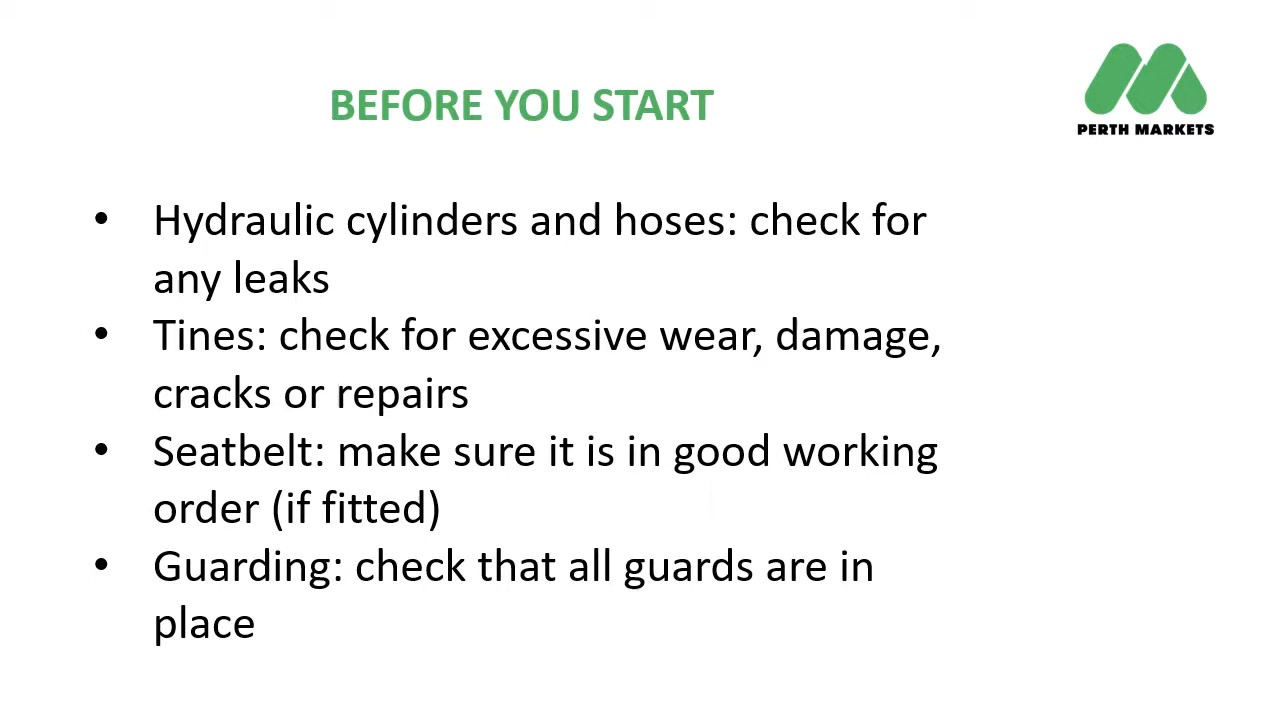 BEFORE YOU START
PERTH MARKETS
• Hydraulic cylinders and hoses: check for
any leaks
• Tines: check for excessive wear, damage,
cracks or repairs
• Seatbelt: make sure it is in good working
order (if fitted)
• Guarding: check that all guards are in
place